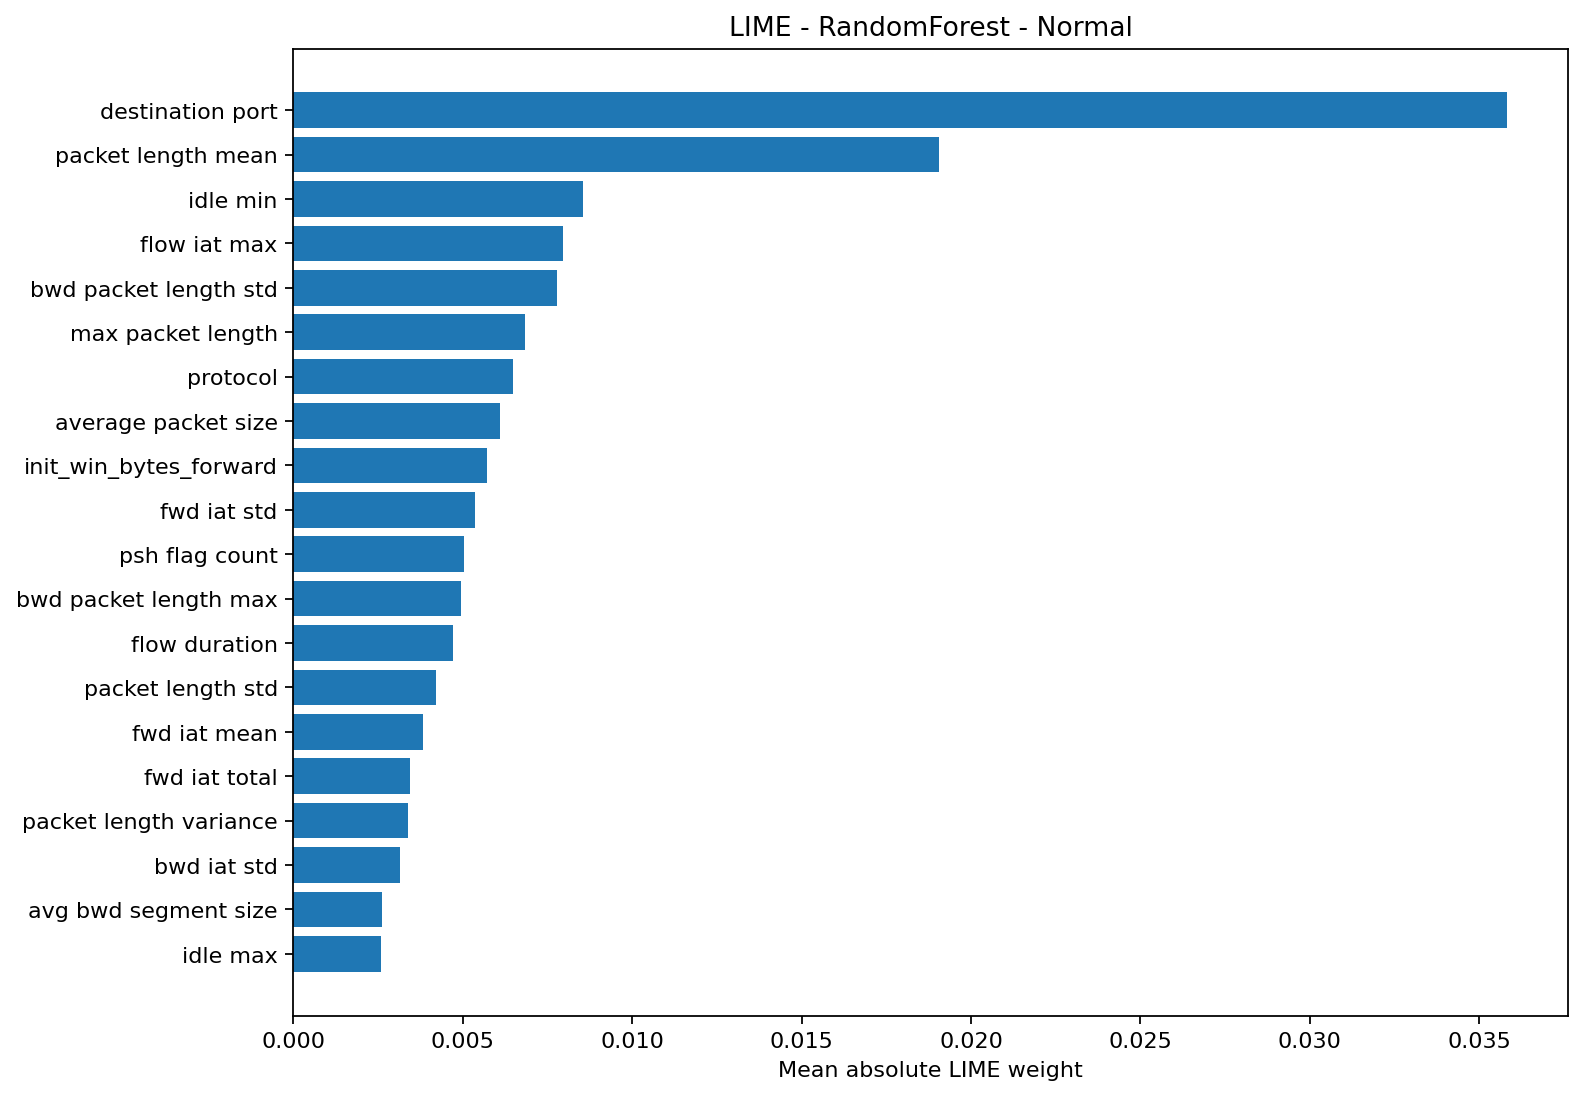 LIME - RandomForest - Normal
destination port
packet length mean
idle min
flow iat max
bwd packet length std
max packet length
protocol
average packet size
init_win_bytes_forward
fwd iat std
psh flag count
bwd packet length max
flow duration
packet length std
fwd iat mean
fwd iat total
packet length variance
bwd iat std
avg bwd segment size
idle max
0.000 0.005 0.010 0.015 0.020 0.025 0.030 0.035
Mean absolute LIME weight